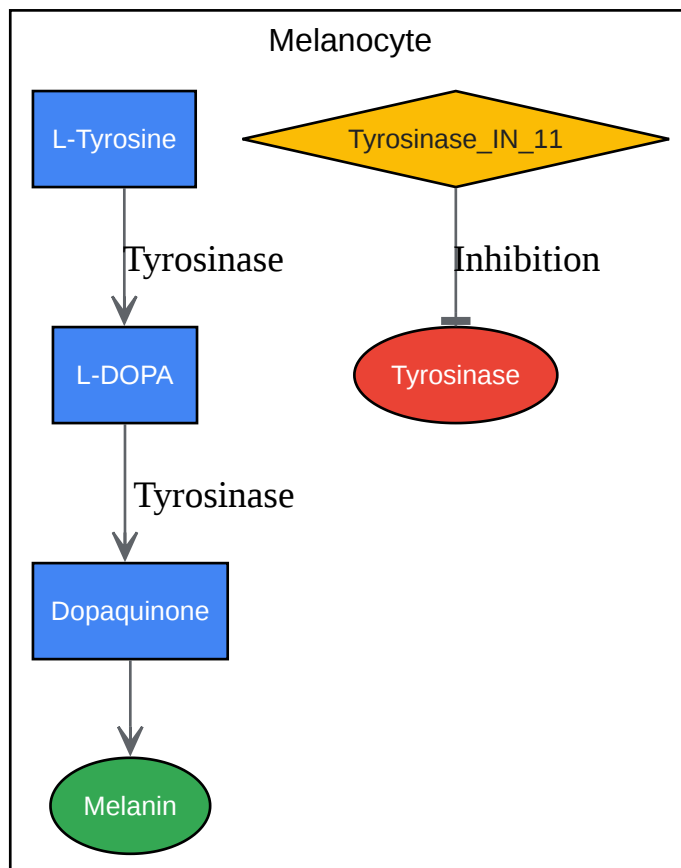 Melanocyte
L-Tyrosine
Tyrosinase_IN_11
Tyrosinase
Inhibition
L-DOPA
Tyrosinase
Tyrosinase
Dopaquinone
Melanin